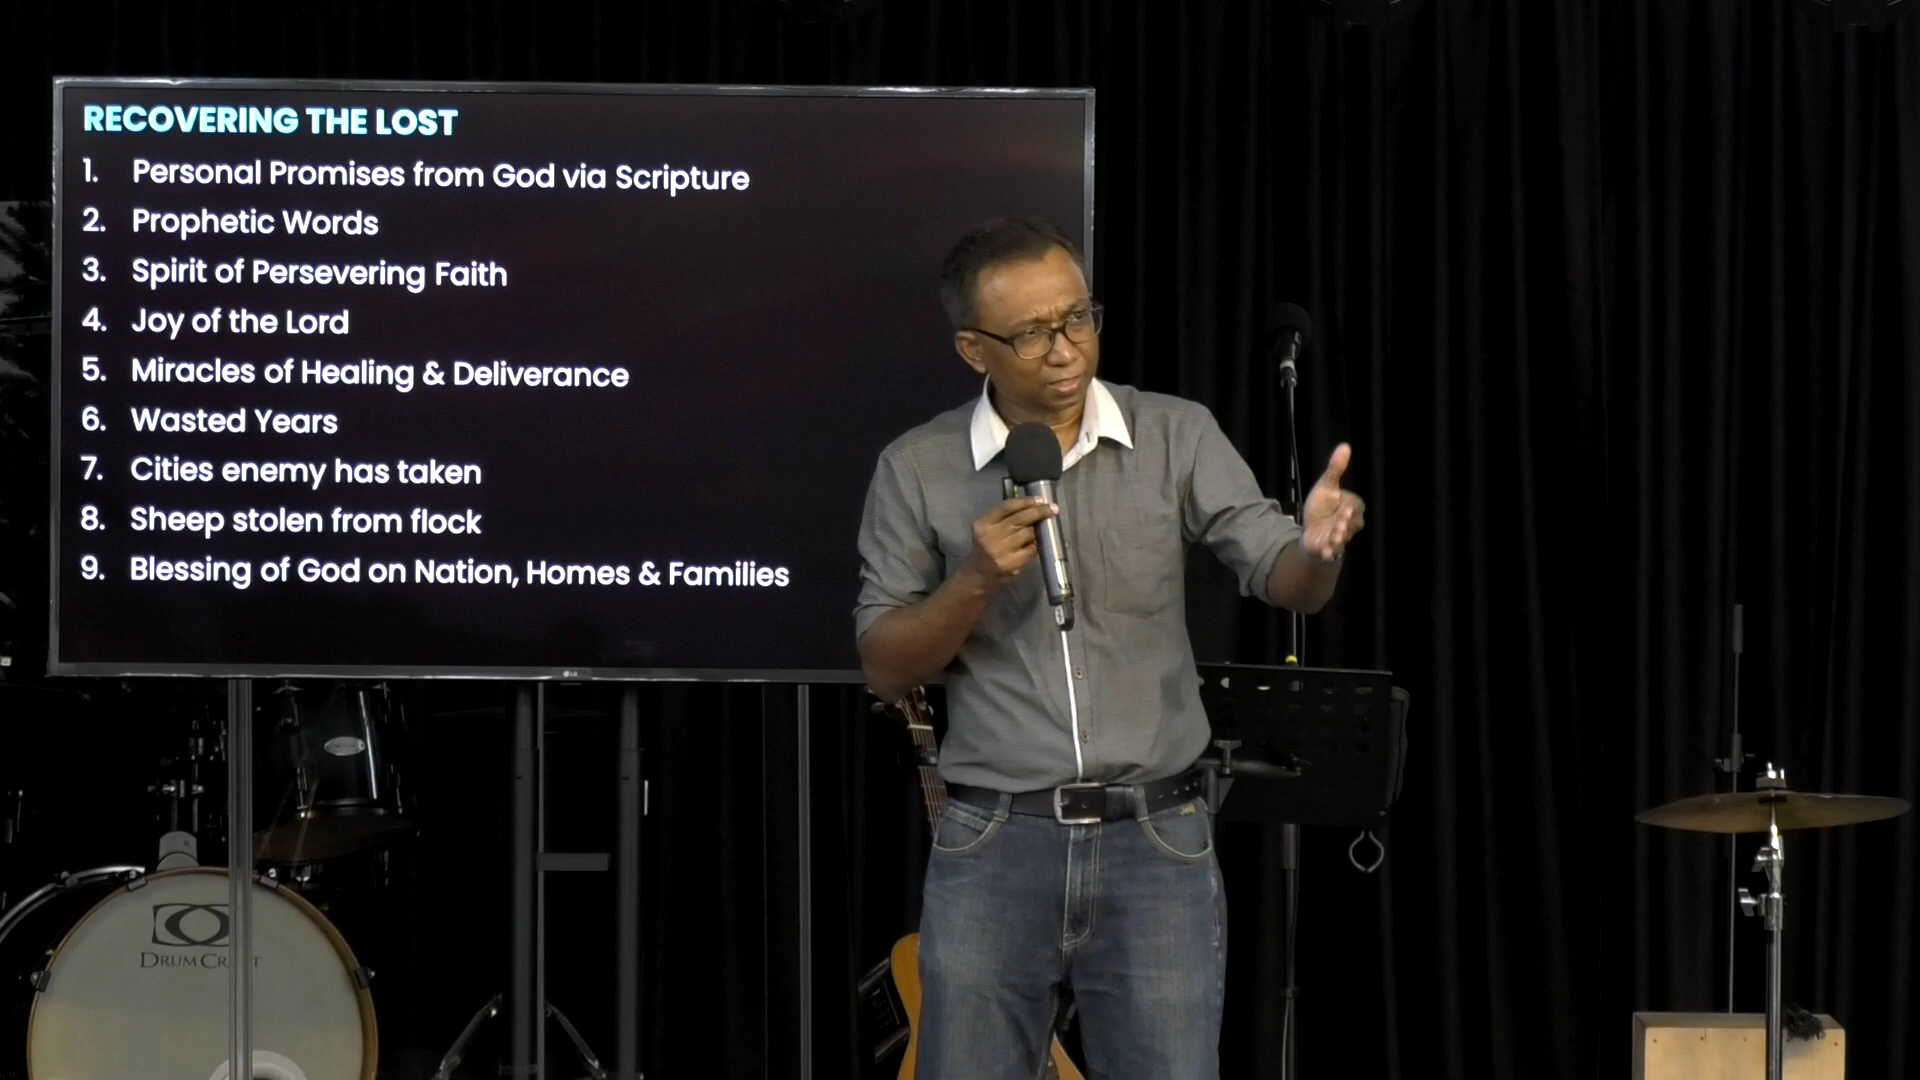 RECOVERING THE LOST
1. Personal Promises from God via Scripture
2. Prophetic Words
3. Spirit of Persevering Faith
4. Joy of the Lord
5. Miracles of Healing & Deliverance
6. Wasted Years
7. Cities enemy has taken
8. Sheep stolen from flock
9. Blessing of God on Nation, Homes & Families
LG